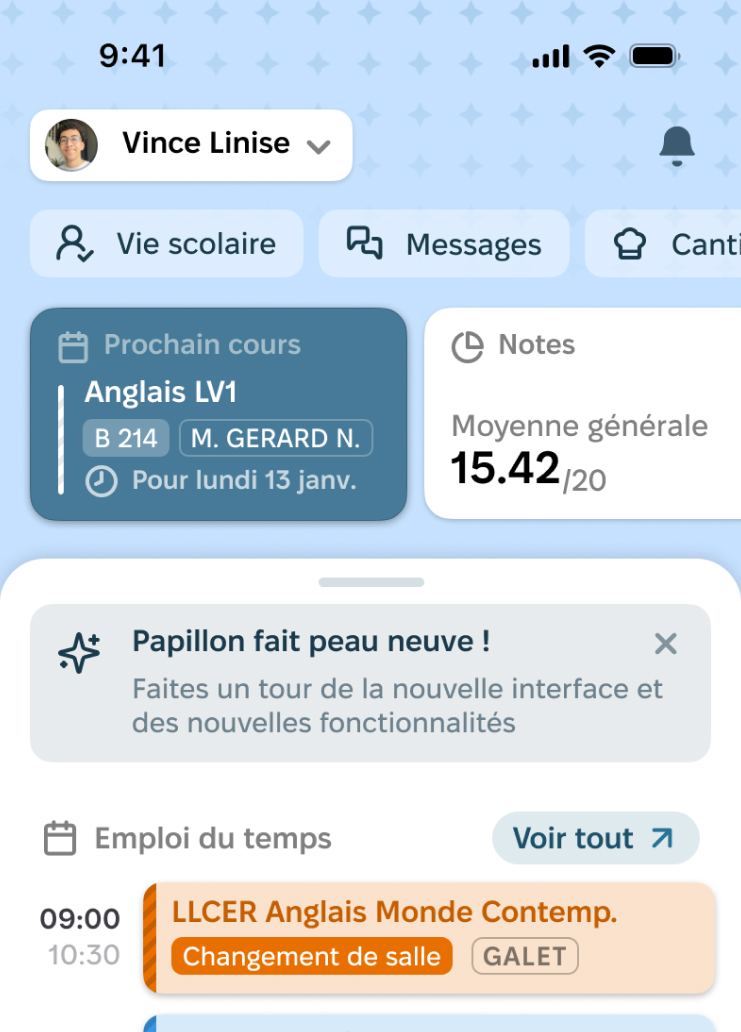 9:41
Vince Linise
Vie scolaire
Messages
Canti
Prochain cours
Anglais LV1
B 214
M. GERARD N.
Pour lundi 13 janv.
Notes
Moyenne générale
15.42/20
Papillon fait peau neuve !
Faites un tour de la nouvelle interface et
des nouvelles fonctionnalités
Emploi du temps
Voir tout
09:00
10:30
LLCER Anglais Monde Contemp.
Changement de salle
GALET